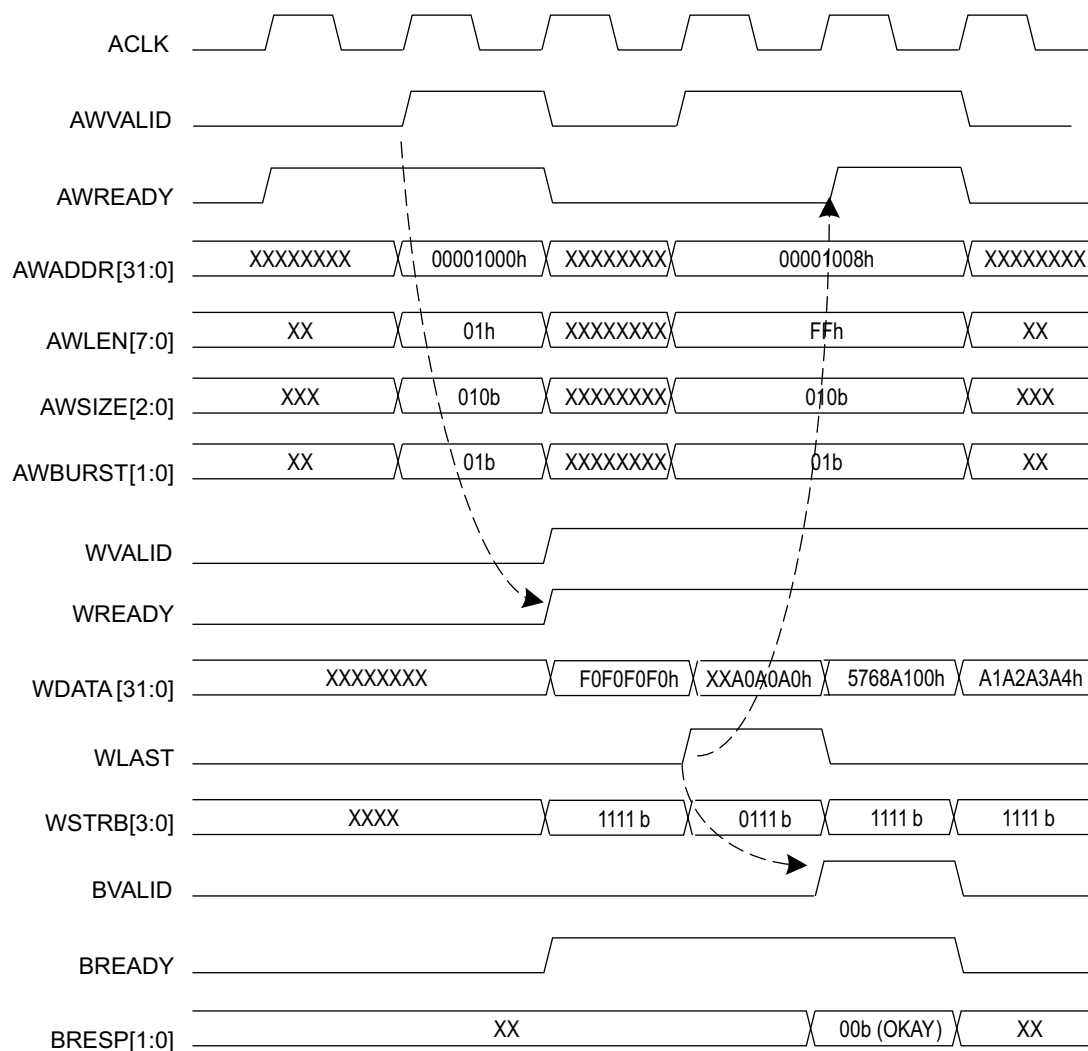 ACLK
AWVALID
AWREADY
AWADDR[31:0] XXXXXXXX 00001000h XXXXXXXX 00001008h XXXXXXXX
AWLEN[7:0] XX 01h XXXXXXXX FFh XX
AWSIZE[2:0] XXX 010b XXXXXXXX 010b XXX
AWBURST[1:0] XX 01b XXXXXXXX 01b XX
WVALID
WREADY
WDATA[31:0] XXXXXXXX F0F0F0F0h XXA0A0A0h 5768A100h A1A2A3A4h
WLAST
WSTRB[3:0] XXXX 1111 b 0111 b 1111 b 1111 b
BVALID
BREADY
BRESP[1:0] XX 00b (OKAY) XX